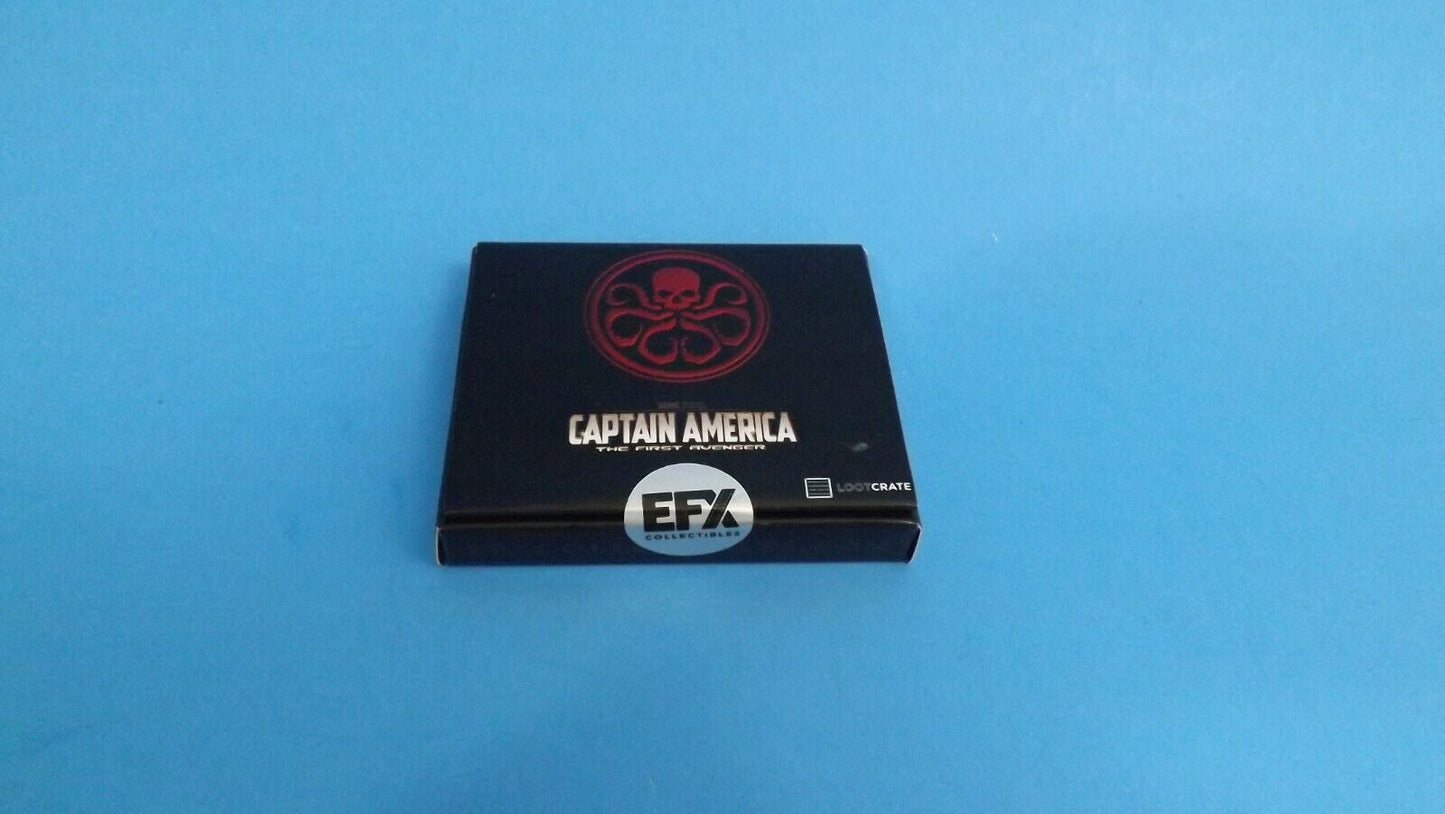 CAPTAIN AMERICA
THE FIRST AVENGER
LOOTCRATE
EFX
COLLECTIBLES